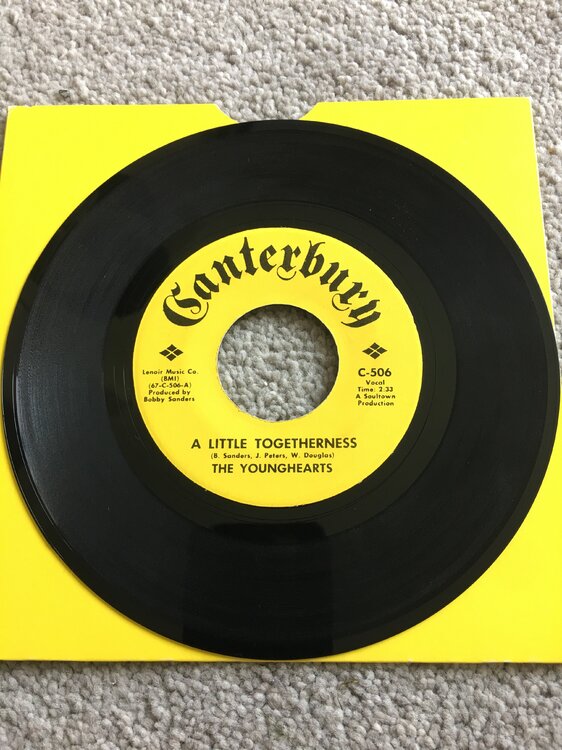 Canterbury
Lenoir Music Co.
(BMI)
(67-C-506-A)
Produced by
Bobby Sanders
C-506
Vocal
Time: 2.33
A Soultown
Production
A LITTLE TOGETHERNESS
(B. Sanders, J. Peters, W. Douglas)
THE YOUNGHEARTS